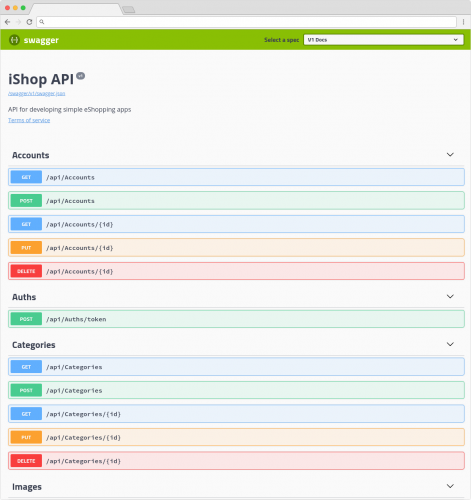 swagger
Select a spec
V1 Docs
iShop API v1
/swagger/v1/swagger.json
API for developing simple eShopping apps
Terms of service
Accounts
GET /api/Accounts
POST /api/Accounts
GET /api/Accounts/{id}
PUT /api/Accounts/{id}
DELETE /api/Accounts/{id}
Auths
POST /api/Auths/token
Categories
GET /api/Categories
POST /api/Categories
GET /api/Categories/{id}
PUT /api/Categories/{id}
DELETE /api/Categories/{id}
Images